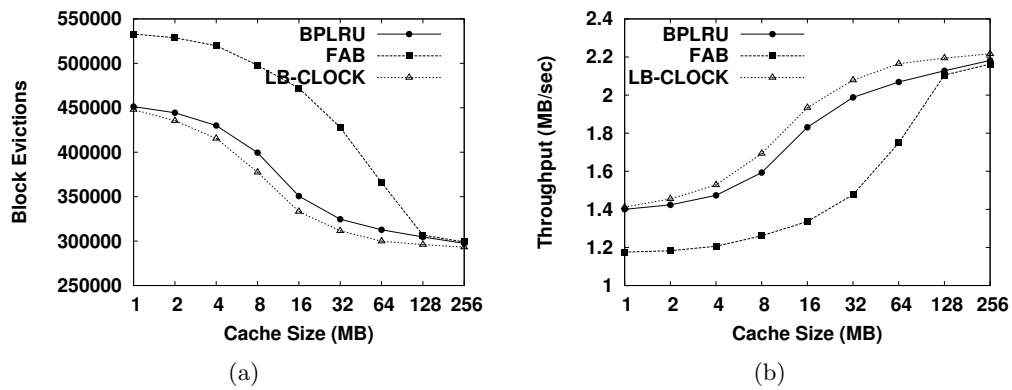 550000
500000
450000
400000
350000
300000
250000
Block Evictions
BPLRU
FAB
LB-CLOCK
1 2 4 8 16 32 64 128 256
Cache Size (MB)
(a)
2.4
2.2
2
1.8
1.6
1.4
1.2
1
Throughput (MB/sec)
BPLRU
FAB
LB-CLOCK
1 2 4 8 16 32 64 128 256
Cache Size (MB)
(b)